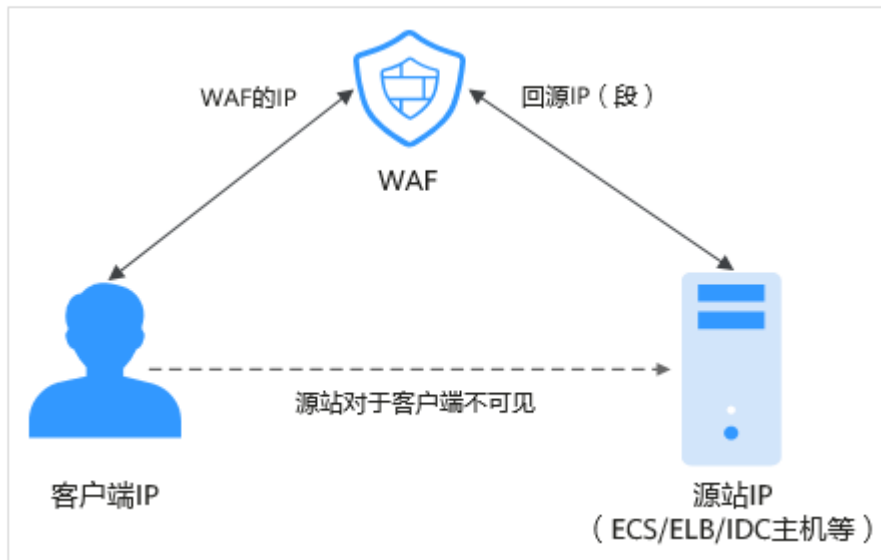 WAF的IP
回源IP（段）
WAF
源站对于客户端不可见
客户端IP
源站IP
（ECS/ELB/IDC主机等）